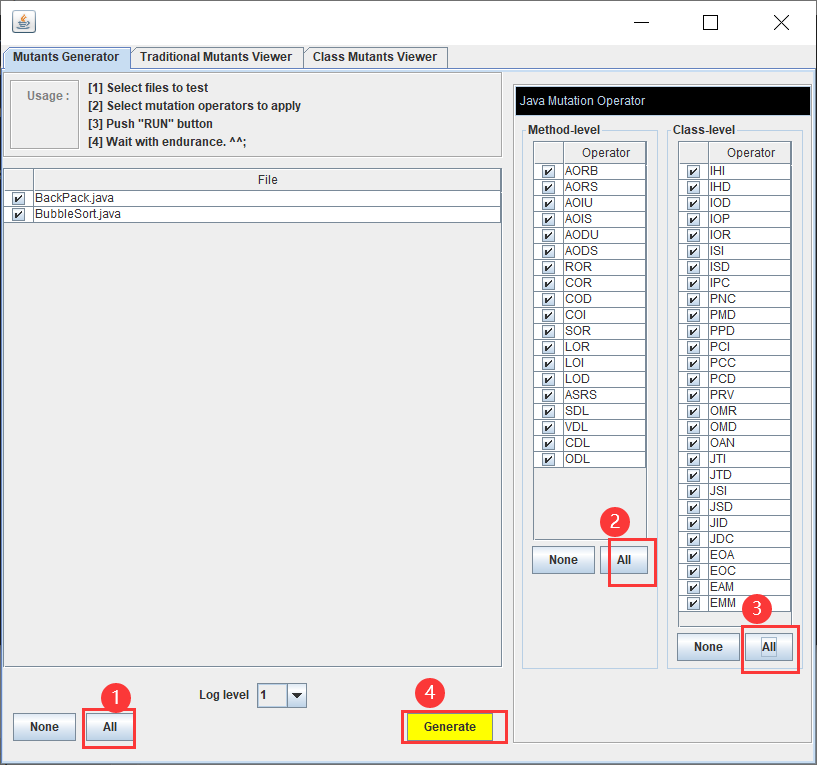 Mutants Generator
Traditional Mutants Viewer
Class Mutants Viewer
Usage :
[1] Select files to test
[2] Select mutation operators to apply
[3] Push "RUN" button
[4] Wait with endurance. ^^;
File
BackPack.java
BubbleSort.java
1
None
All
Log level
1
4
Generate
Java Mutation Operator
Method-level
Operator
AORB
AORS
AOIU
AOIS
AODU
AODS
ROR
COR
COD
COI
SOR
LOR
LOI
LOD
ASRS
SDL
VDL
CDL
ODL
2
None
All
Class-level
Operator
IHI
IHD
IOD
IOP
IOR
ISI
ISD
IPC
PNC
PMD
PPD
PCI
PCC
PCD
PRV
OMR
OMD
OAN
JTI
JTD
JSI
JSD
JID
JDC
EOA
EOC
EAM
EMM
3
None
All